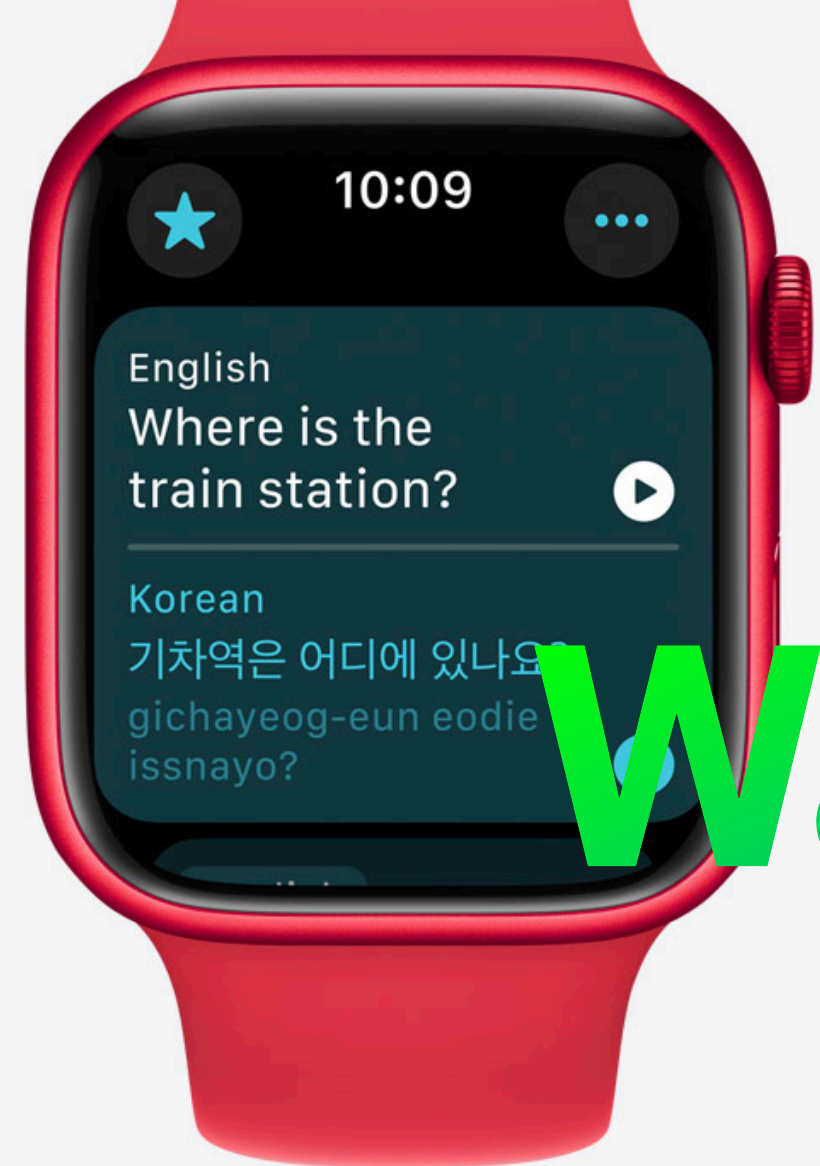 10:09
English
Where is the
train station?
Korean
기차역은 어디에 있나요?
gichayeog-eun eodie
issnayo?
W